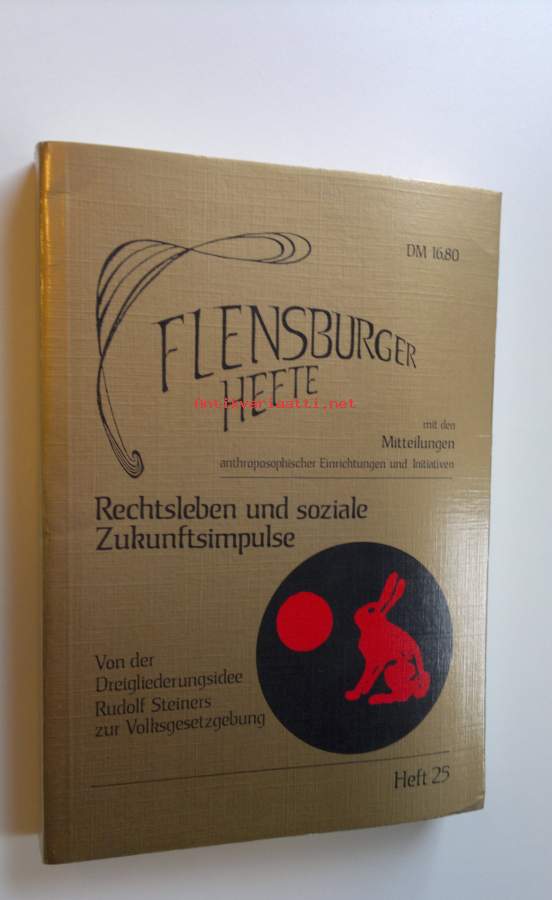 DM 16,80
FLENSBURGER
HEFTE
Antikvariaatti.net
mit den
Mitteilungen
anthroposophischer Einrichtungen und Initiativen
Rechtsleben und soziale
Zukunftsimpulse
Von der
Dreigliederungsidee
Rudolf Steiners
zur Volksgesetzgebung
Heft 25